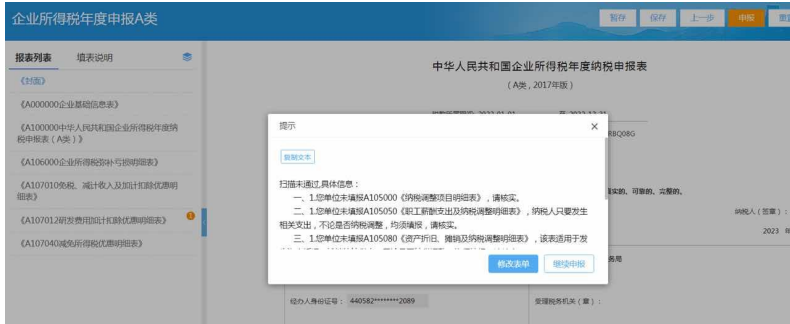 企业所得税年度申报A类
暂存
保存
上一步
申报
报表列表
填表说明
《封面》
《A000000企业基础信息表》
《A100000中华人民共和国企业所得税年度纳
税申报表（A类）》
《A106000企业所得税弥补亏损明细表》
《A107010免税、减计收入及加计扣除优惠明
细表》
《A107012研发费用加计扣除优惠明细表》
《A107040减免所得税优惠明细表》
中华人民共和国企业所得税年度纳税申报表
（A类，2017年版）
RBQ08G
真实的、可靠的、完整的。
纳税人（签章）：
2023
务局
提示
×
复制文本
扫描未通过,具体信息：
一、1.您单位未填报A105000《纳税调整项目明细表》，请核实。
二、1.您单位未填报A105050《职工薪酬支出及纳税调整明细表》，纳税人只要发生
相关支出，不论是否纳税调整，均须填报，请核实。
三、1.您单位未填报A105080《资产折旧、摊销及纳税调整明细表》，该表适用于发
修改表单
继续申报
经办人身份证号：
440582********2089
受理税务机关（章）：